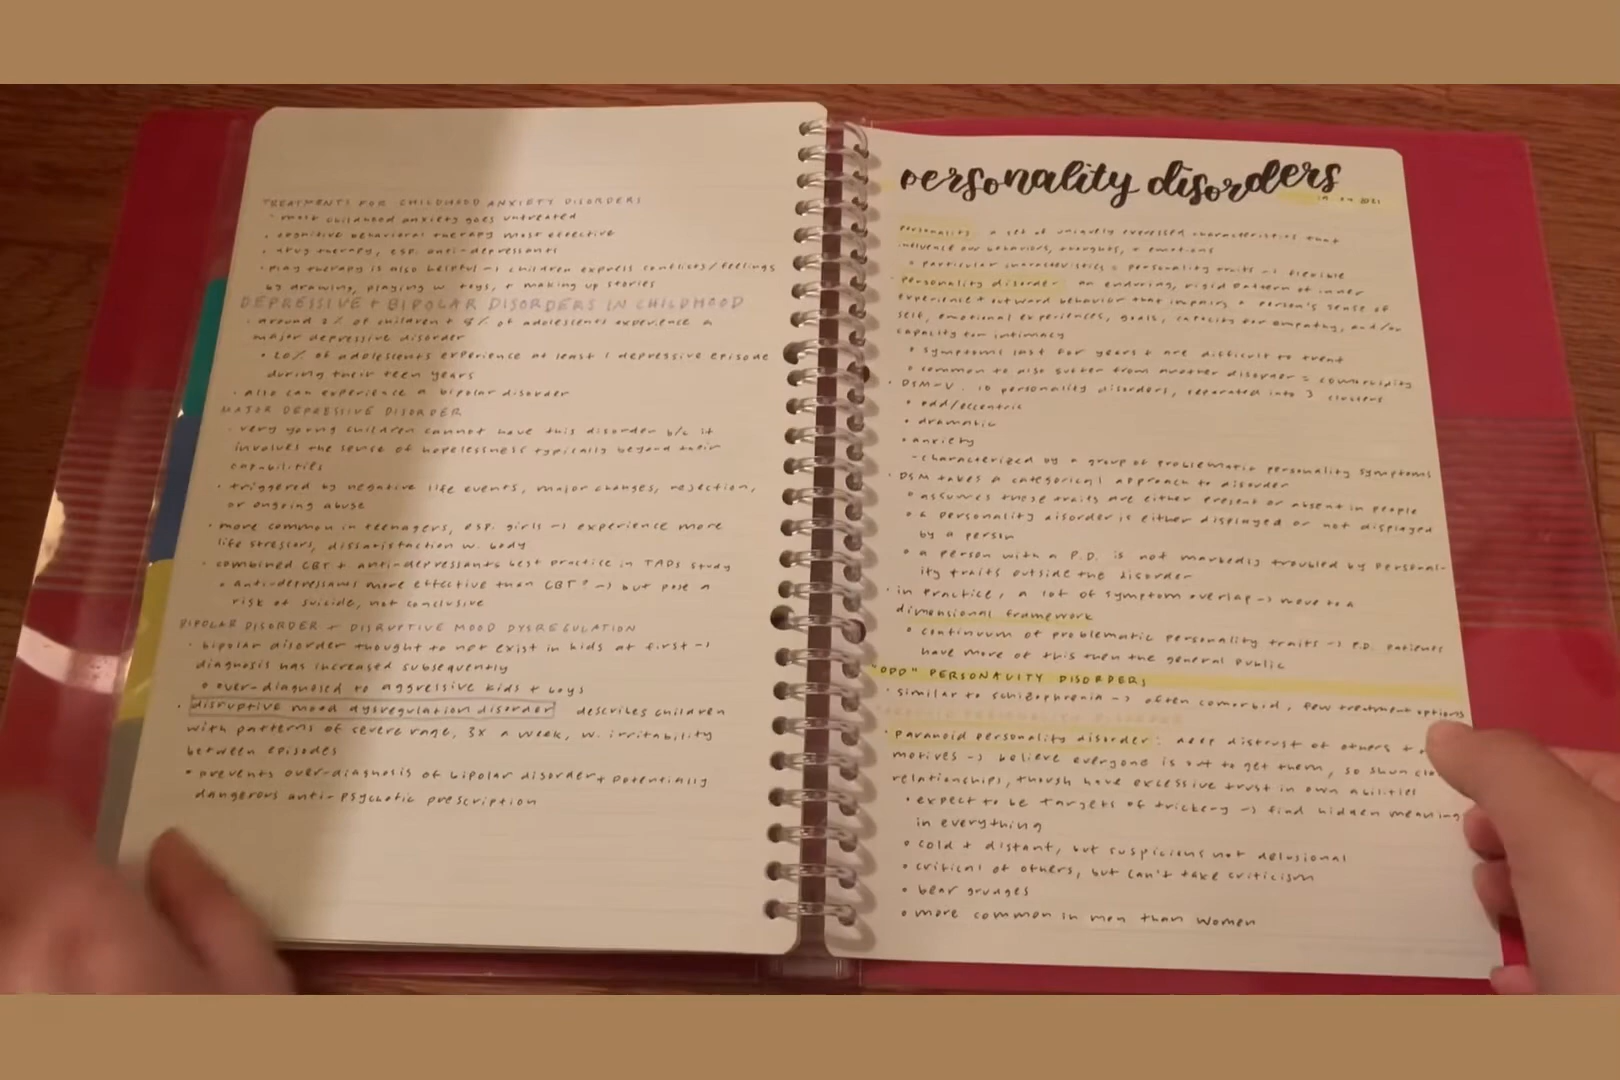 TREATMENTS FOR CHILDHOOD ANXIETY DISORDERS
· most childhood anxiety goes untreated
· cognitive behavioral therapy most effective
· drug therapy, esp. anti-depressants
· play therapy is also helpful → children express conflicts/feelings
by drawing, playing w. toys, + making up stories
DEPRESSIVE + BIPOLAR DISORDERS IN CHILDHOOD
· around 2% of children + 8% of adolescents experience a
major depressive disorder
• 20% of adolescents experience at least 1 depressive episode
during their teen years
· also can experience a bipolar disorder
MAJOR DEPRESSIVE DISORDER
· very young children cannot have this disorder b/c it
involves the sense of hopelessness typically beyond their
capabilities
· triggered by negative life events, major changes, rejection,
or ongoing abuse
· more common in teenagers, esp. girls → experience more
life stressors, dissatisfaction w. body
· combined CBT + anti-depressants best practice in TADS study
• anti-depressants more effective than CBT? → but pose a
risk of suicide, not conclusive
BIPOLAR DISORDER + DISRUPTIVE MOOD DYSREGULATION
· bipolar disorder thought to not exist in kids at first →
diagnosis has increased subsequently
• over-diagnosed to aggressive kids + boys
· disruptive mood dysregulation disorder describes children
with patterns of severe rage, 3x a week, w. irritability
between episodes
• prevents over-diagnosis of bipolar disorder + potentially
dangerous anti-psychotic prescription
personality disorders
2021
personality: a set of uniquely expressed characteristics that
influence our behaviors, thoughts, + emotions
• particular characteristics = personality traits → flexible
· personality disorder: an enduring, rigid pattern of inner
experience + outward behavior that impairs a person's sense of
self, emotional experiences, goals, capacity for empathy, and/or
capacity for intimacy
• symptoms last for years + are difficult to treat
• common to also suffer from another disorder = comorbidity
· DSM-V: 10 personality disorders, separated into 3 clusters
• odd/eccentric
• dramatic
• anxiety
- characterized by a group of problematic personality symptoms
· DSM takes a categorical approach to disorder
• assumes these traits are either present or absent in people
• a personality disorder is either displayed or not displayed
by a person
• a person with a P.D. is not markedly troubled by personal-
ity traits outside the disorder
· in practice, a lot of symptom overlap → move to a
dimensional framework
• continuum of problematic personality traits → P.D. patients
have more of this then the general public
"ODD" PERSONALITY DISORDERS
· similar to schizophrenia → often comorbid, few treatment options
· paranoid personality disorder: deep distrust of others +
motives → believe everyone is out to get them, so shun
relationships, though have excessive trust in own abilities
• expect to be targets of trickery → find hidden meaning
in everything
• cold + distant, but suspicions not delusional
• critical of others, but can't take criticism
• bear grudges
• more common in men than women